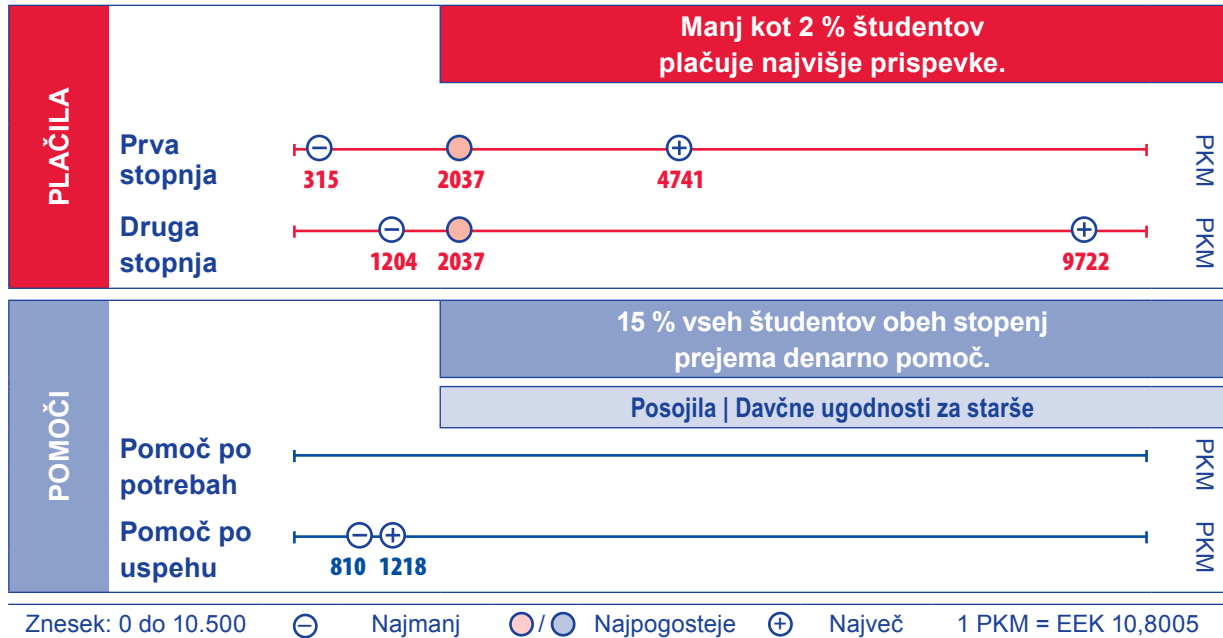 PLAČILA
Manj kot 2 % študentov
plačuje najvišje prispevke.
Prva
stopnja
315 2037 4741
PKM
Druga
stopnja
1204 2037 9722
PKM
POMOČI
15 % vseh študentov obeh stopenj
prejema denarno pomoč.
Posojila | Davčne ugodnosti za starše
Pomoč po
potrebah
PKM
Pomoč po
uspehu
810 1218
PKM
Znesek: 0 do 10.500 Najmanj / Najpogosteje Največ 1 PKM = EEK 10,8005